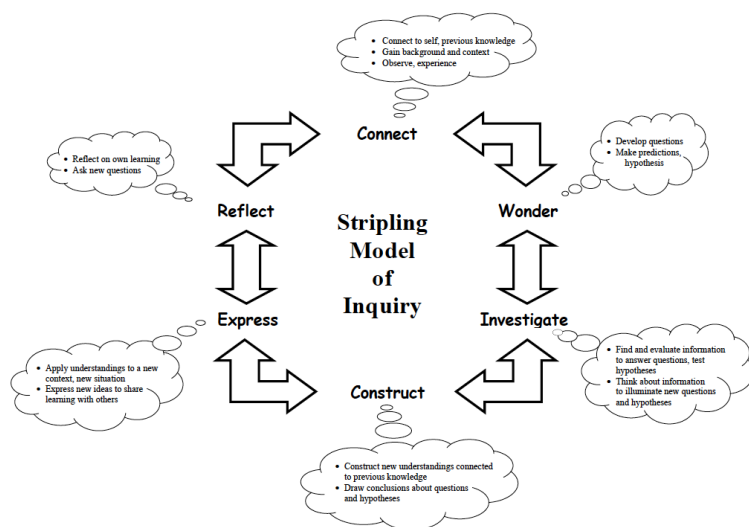 • Connect to self, previous knowledge
• Gain background and context
• Observe, experience
Connect
• Develop questions
• Make predictions,
hypothesis
Wonder
• Reflect on own learning
• Ask new questions
Reflect
Stripling
Model
of
Inquiry
Express
Investigate
• Apply understandings to a new
context, new situation
• Express new ideas to share
learning with others
• Find and evaluate information
to answer questions, test
hypotheses
• Think about information
to illuminate new questions
and hypotheses
Construct
• Construct new understandings connected
to previous knowledge
• Draw conclusions about questions
and hypotheses